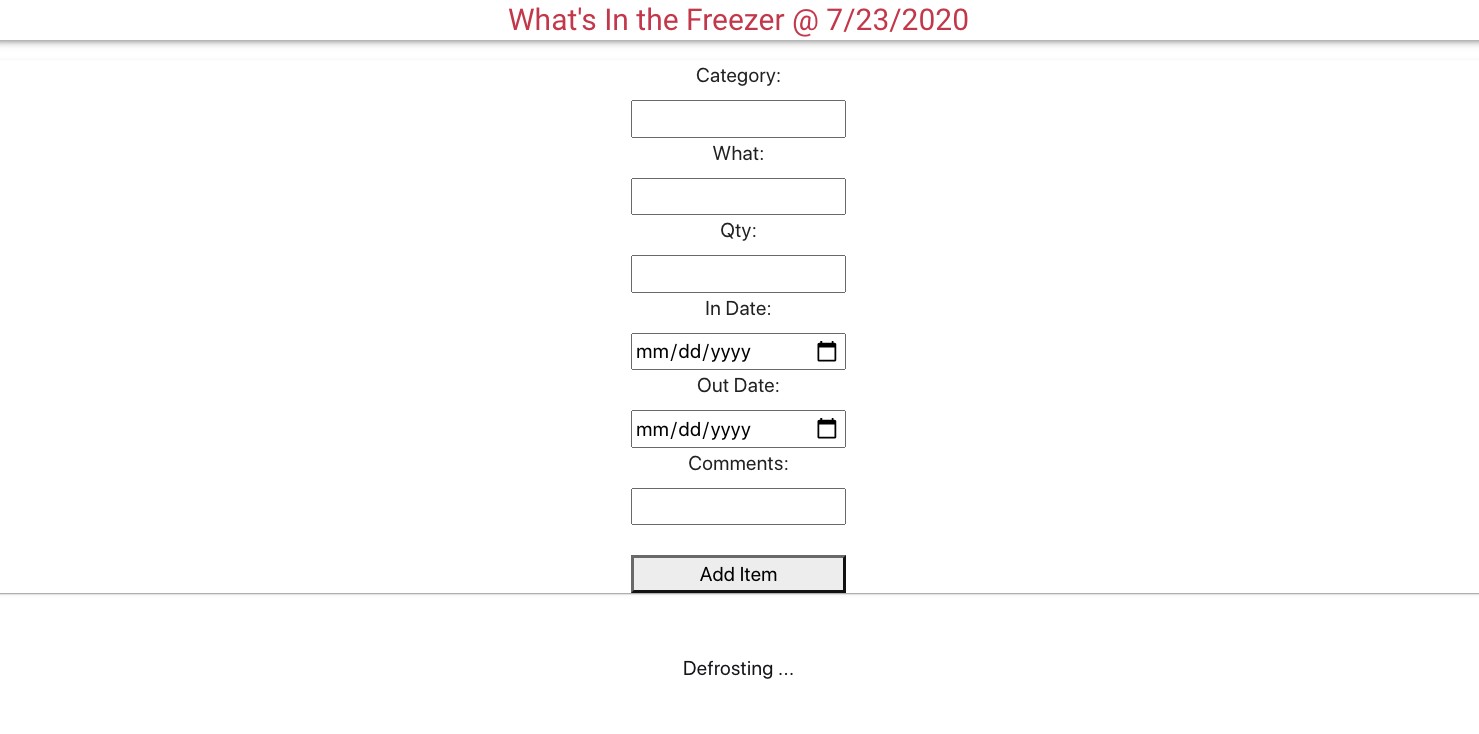 What's In the Freezer @ 7/23/2020
Category:
What:
Qty:
In Date:
mm/dd/yyyy
Out Date:
mm/dd/yyyy
Comments:
Add Item
Defrosting ...